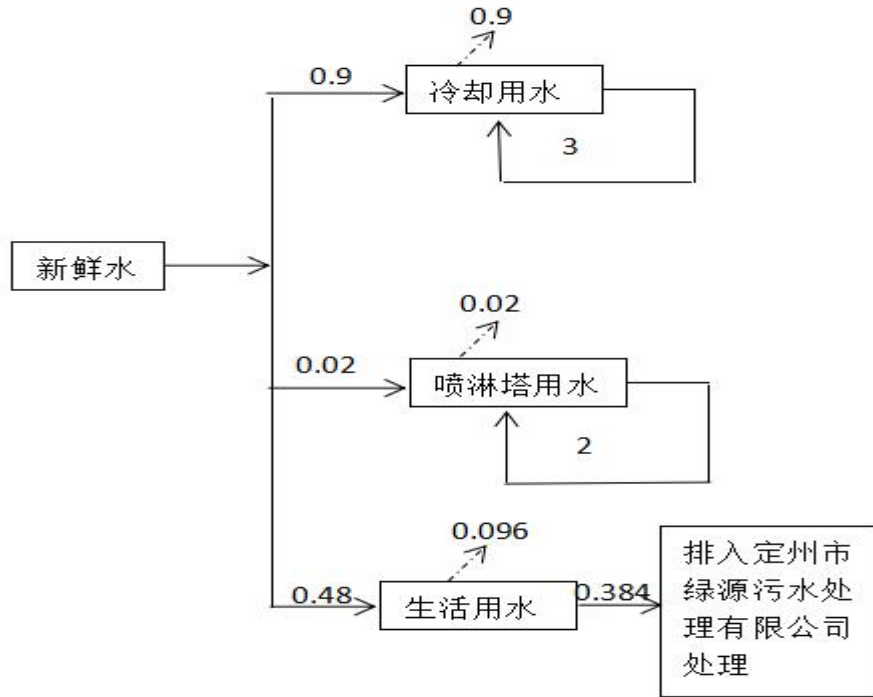 0.9
0.9
冷却用水
3
新鲜水
0.02
0.02
喷淋塔用水
2
0.096
0.48
生活用水
0.384
排入定州市
绿源污水处
理有限公司
处理